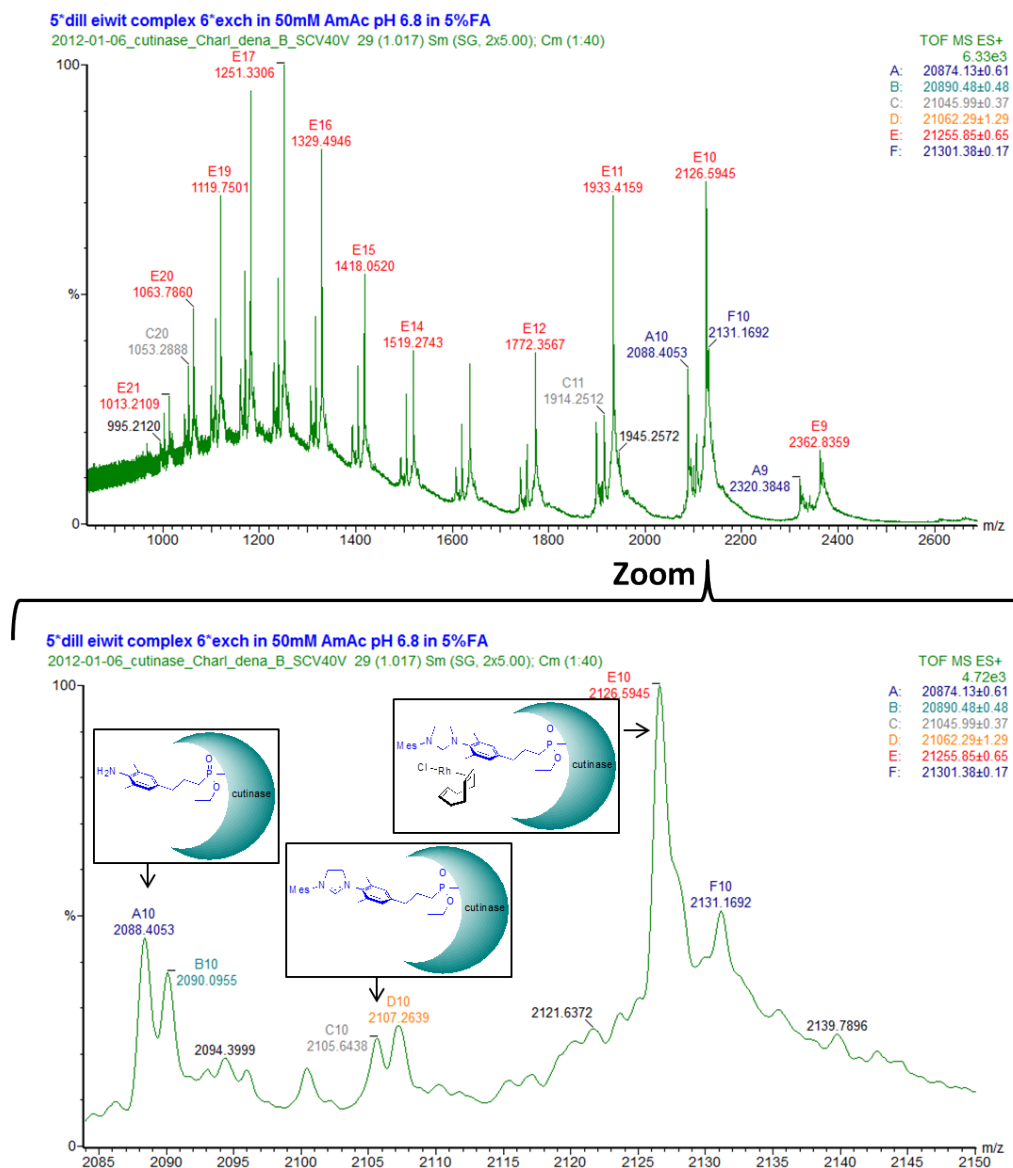 5*dill eiwit complex 6*exch in 50mM AmAc pH 6.8 in 5%FA
2012-01-06_cutinase_Charl_dena_B_SCV40V 29 (1.017) Sm (SG, 2x5.00); Cm (1:40)
TOF MS ES+
6.33e3
A: 20874.13±0.61
B: 20890.48±0.48
C: 21045.99±0.37
D: 21062.29±1.29
E: 21255.85±0.65
F: 21301.38±0.17
100
%
0
E17
1251.3306
E16
1329.4946
E19
1119.7501
E11
1933.4159
E10
2126.5945
E15
1418.0520
E20
1063.7860
C20
1053.2888
E14
1519.2743
E12
1772.3567
F10
2131.1692
A10
2088.4053
C11
1914.2512
E21
1013.2109
995.2120
1945.2572
A9
2320.3848
E9
2362.8359
1000 1200 1400 1600 1800 2000 2200 2400 2600 m/z
Zoom
5*dill eiwit complex 6*exch in 50mM AmAc pH 6.8 in 5%FA
2012-01-06_cutinase_Charl_dena_B_SCV40V 29 (1.017) Sm (SG, 2x5.00); Cm (1:40)
TOF MS ES+
4.72e3
A: 20874.13±0.61
B: 20890.48±0.48
C: 21045.99±0.37
D: 21062.29±1.29
E: 21255.85±0.65
F: 21301.38±0.17
100
%
0
E10
2126.5945
Mes N N P O O
Cl Rh
cutinase
H2N P O O
cutinase
Mes N N P O O
cutinase
A10
2088.4053
B10
2090.0955
2094.3999
C10
2105.6438
D10
2107.2639
2121.6372
F10
2131.1692
2139.7896
2085 2090 2095 2100 2105 2110 2115 2120 2125 2130 2135 2140 2145 2150 m/z